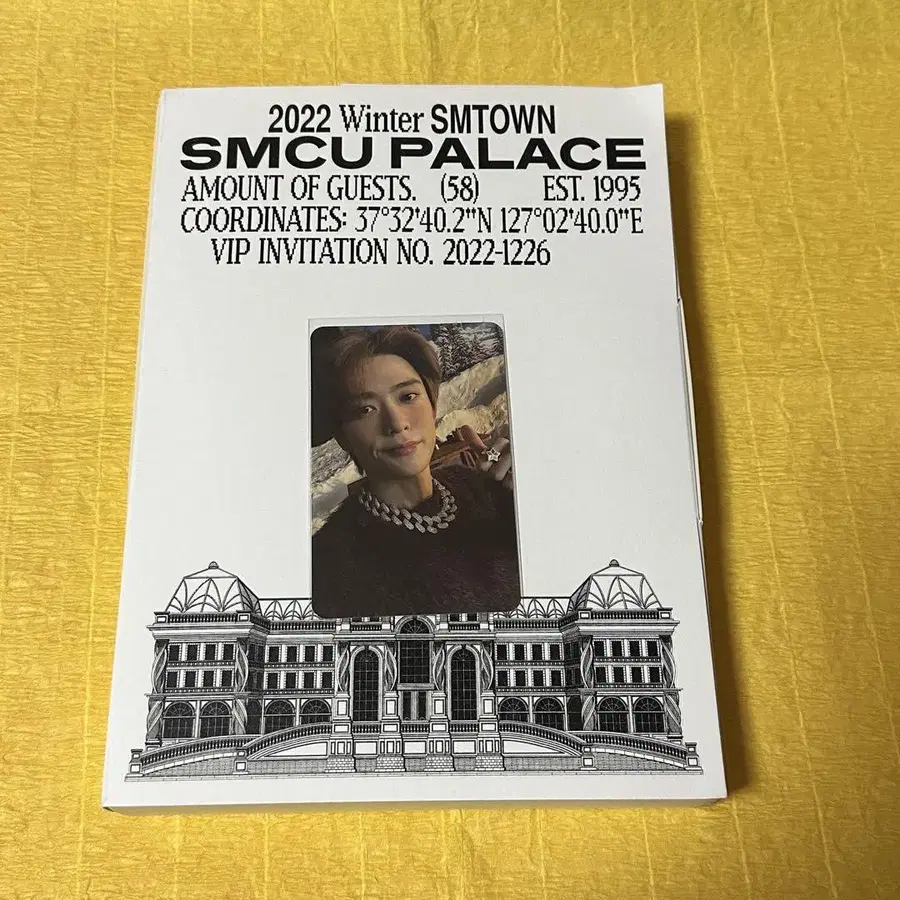 2022 Winter SMTOWN
SMCU PALACE
AMOUNT OF GUESTS. (58) EST. 1995
COORDINATES: 37°32'40.2"N 127°02'40.0"E
VIP INVITATION NO. 2022-1226